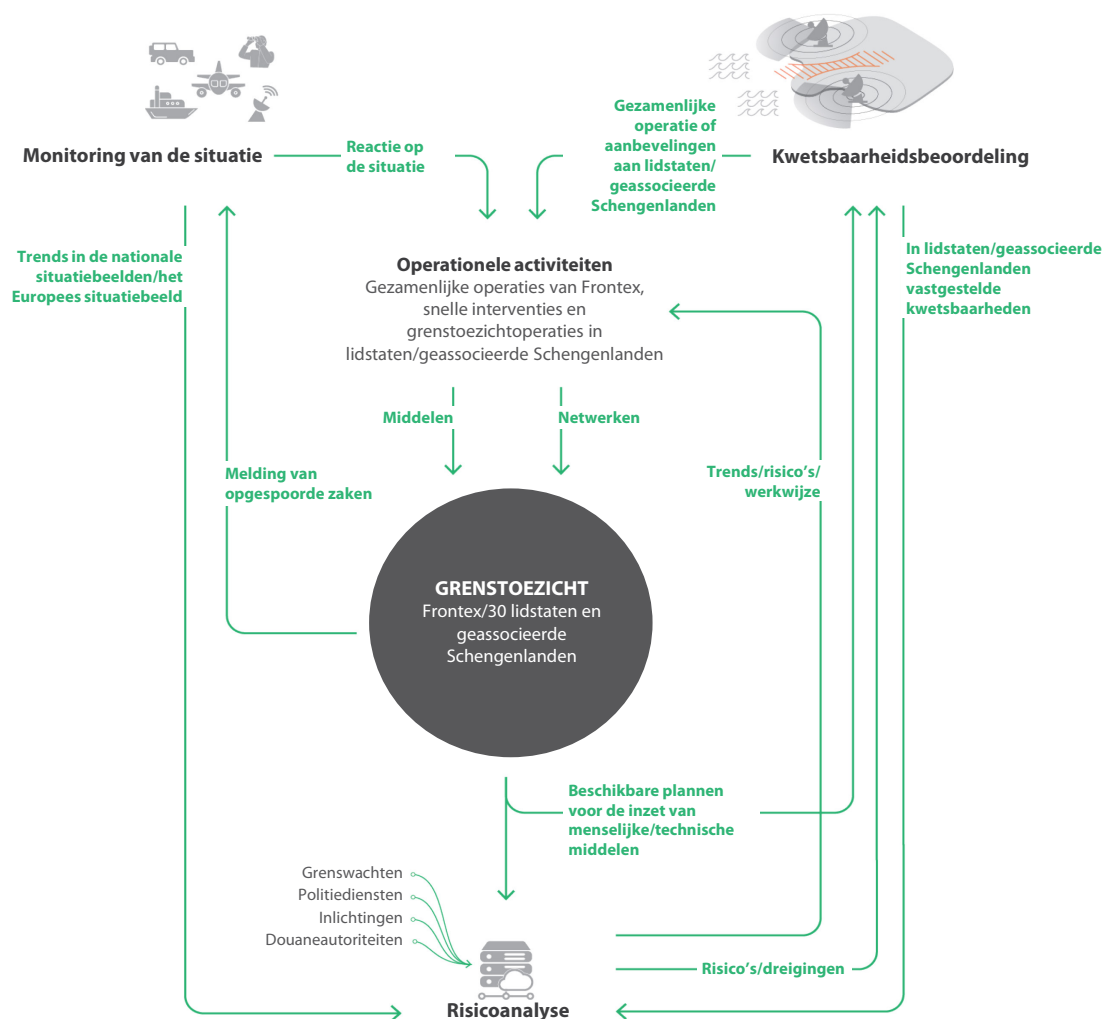 Monitoring van de situatie
Reactie op
de situatie
Gezamenlijke
operatie of
aanbevelingen
aan lidstaten/
geassocieerde
Schengenlanden
Kwetsbaarheidsbeoordeling
Trends in de nationale
situatiebeelden/het
Europees situatiebeeld
In lidstaten/geassocieerde
Schengenlanden
vastgestelde
kwetsbaarheden
Operationele activiteiten
Gezamenlijke operaties van Frontex,
snelle interventies en
grenstoezichtoperaties in
lidstaten/geassocieerde Schengenlanden
Middelen
Netwerken
Melding van
opgespoorde zaken
Trends/risico's/
werkwijze
GRENSTOEZICHT
Frontex/30 lidstaten en
geassocieerde
Schengenlanden
Beschikbare plannen
voor de inzet van
menselijke/technische
middelen
Grenswachten
Politiediensten
Inlichtingen
Douaneautoriteiten
Risico's/dreigingen
Risicoanalyse